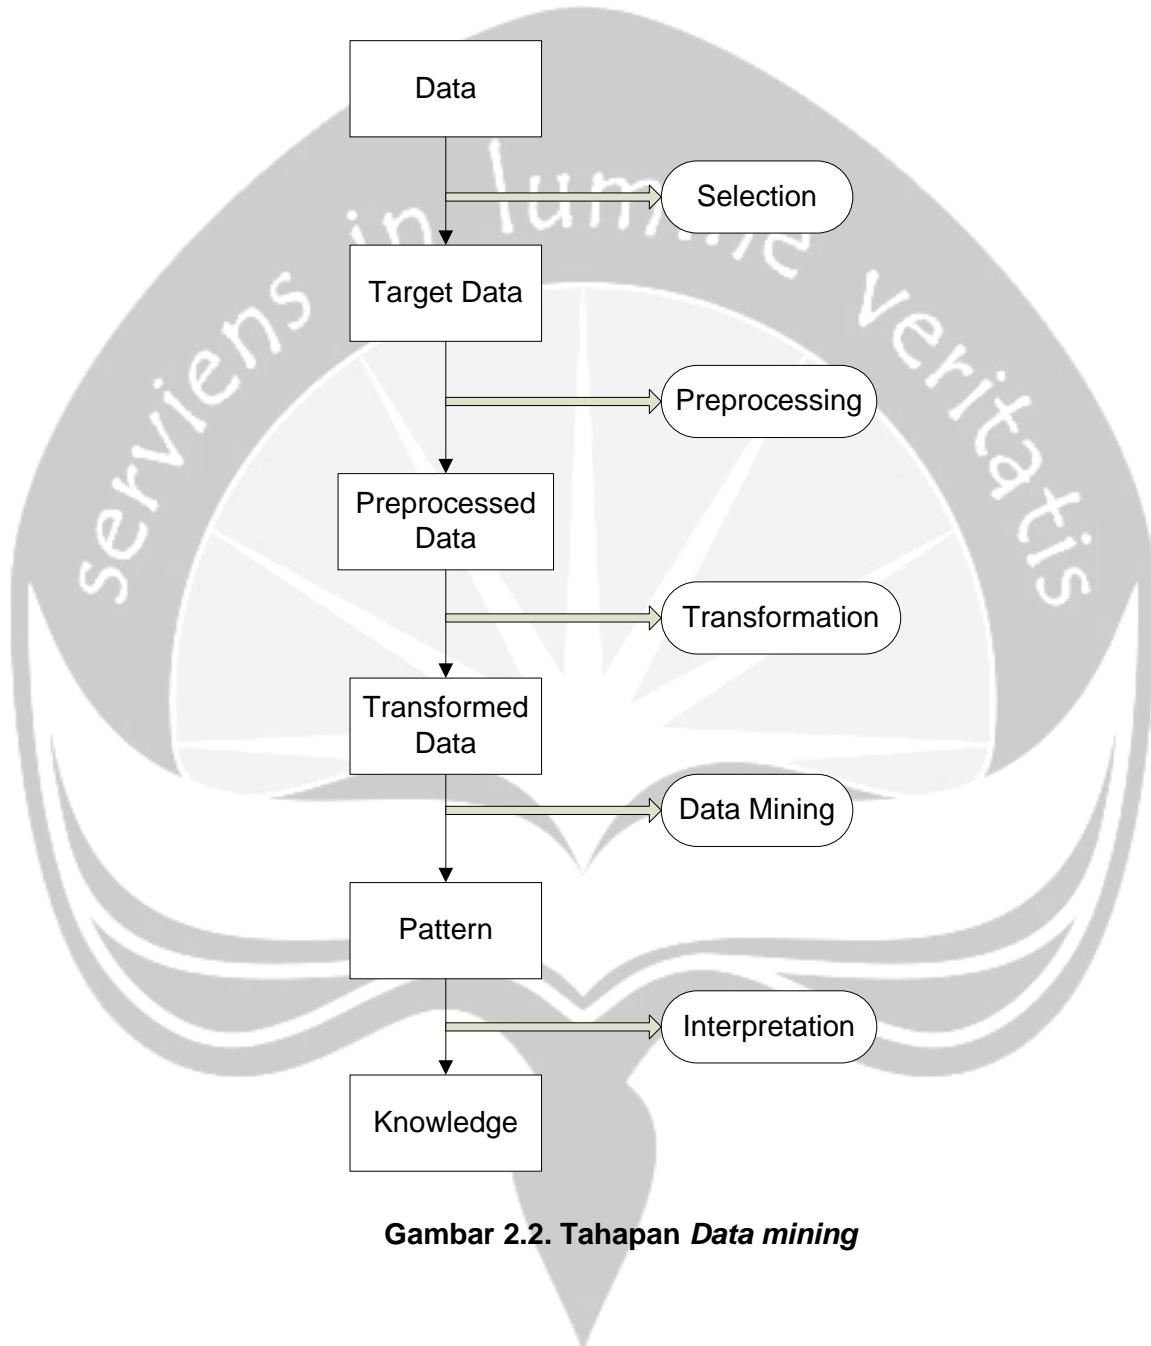 Data
Selection
serviens in lumine veritatis
Target Data
Preprocessing
Preprocessed
Data
Transformation
Transformed
Data
Data Mining
Pattern
Interpretation
Knowledge
Gambar 2.2. Tahapan Data mining